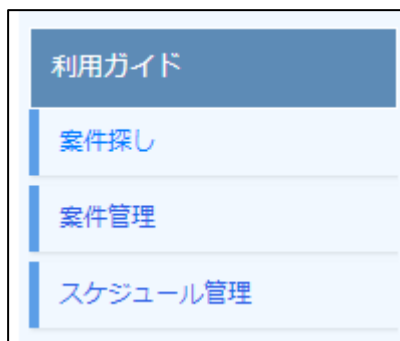 利用ガイド
案件探し
案件管理
スケジュール管理